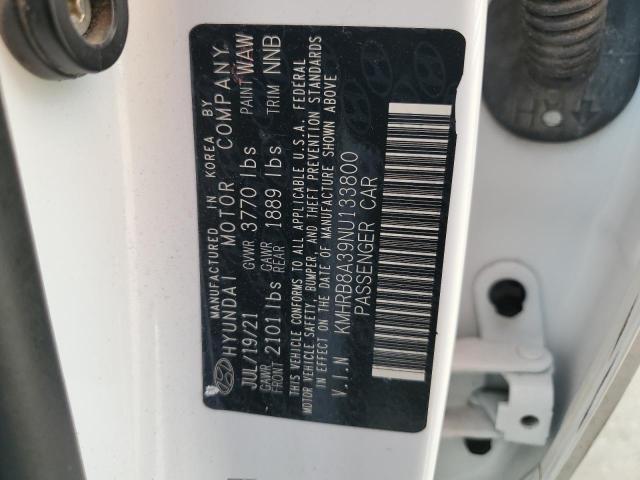 MANUFACTURED IN KOREA BY
HYUNDAI MOTOR COMPANY
JUL/19/21 GVWR 3770 lbs PAINT WAW
GAWR FRONT 2101 lbs GAWR REAR 1889 lbs TRIM NNB
THIS VEHICLE CONFORMS TO ALL APPLICABLE U.S.A. FEDERAL
MOTOR VEHICLE SAFETY, BUMPER, AND THEFT PREVENTION STANDARDS
IN EFFECT ON THE DATE OF MANUFACTURE SHOWN ABOVE
V.I.N KMHRB8A39NU133800
PASSENGER CAR